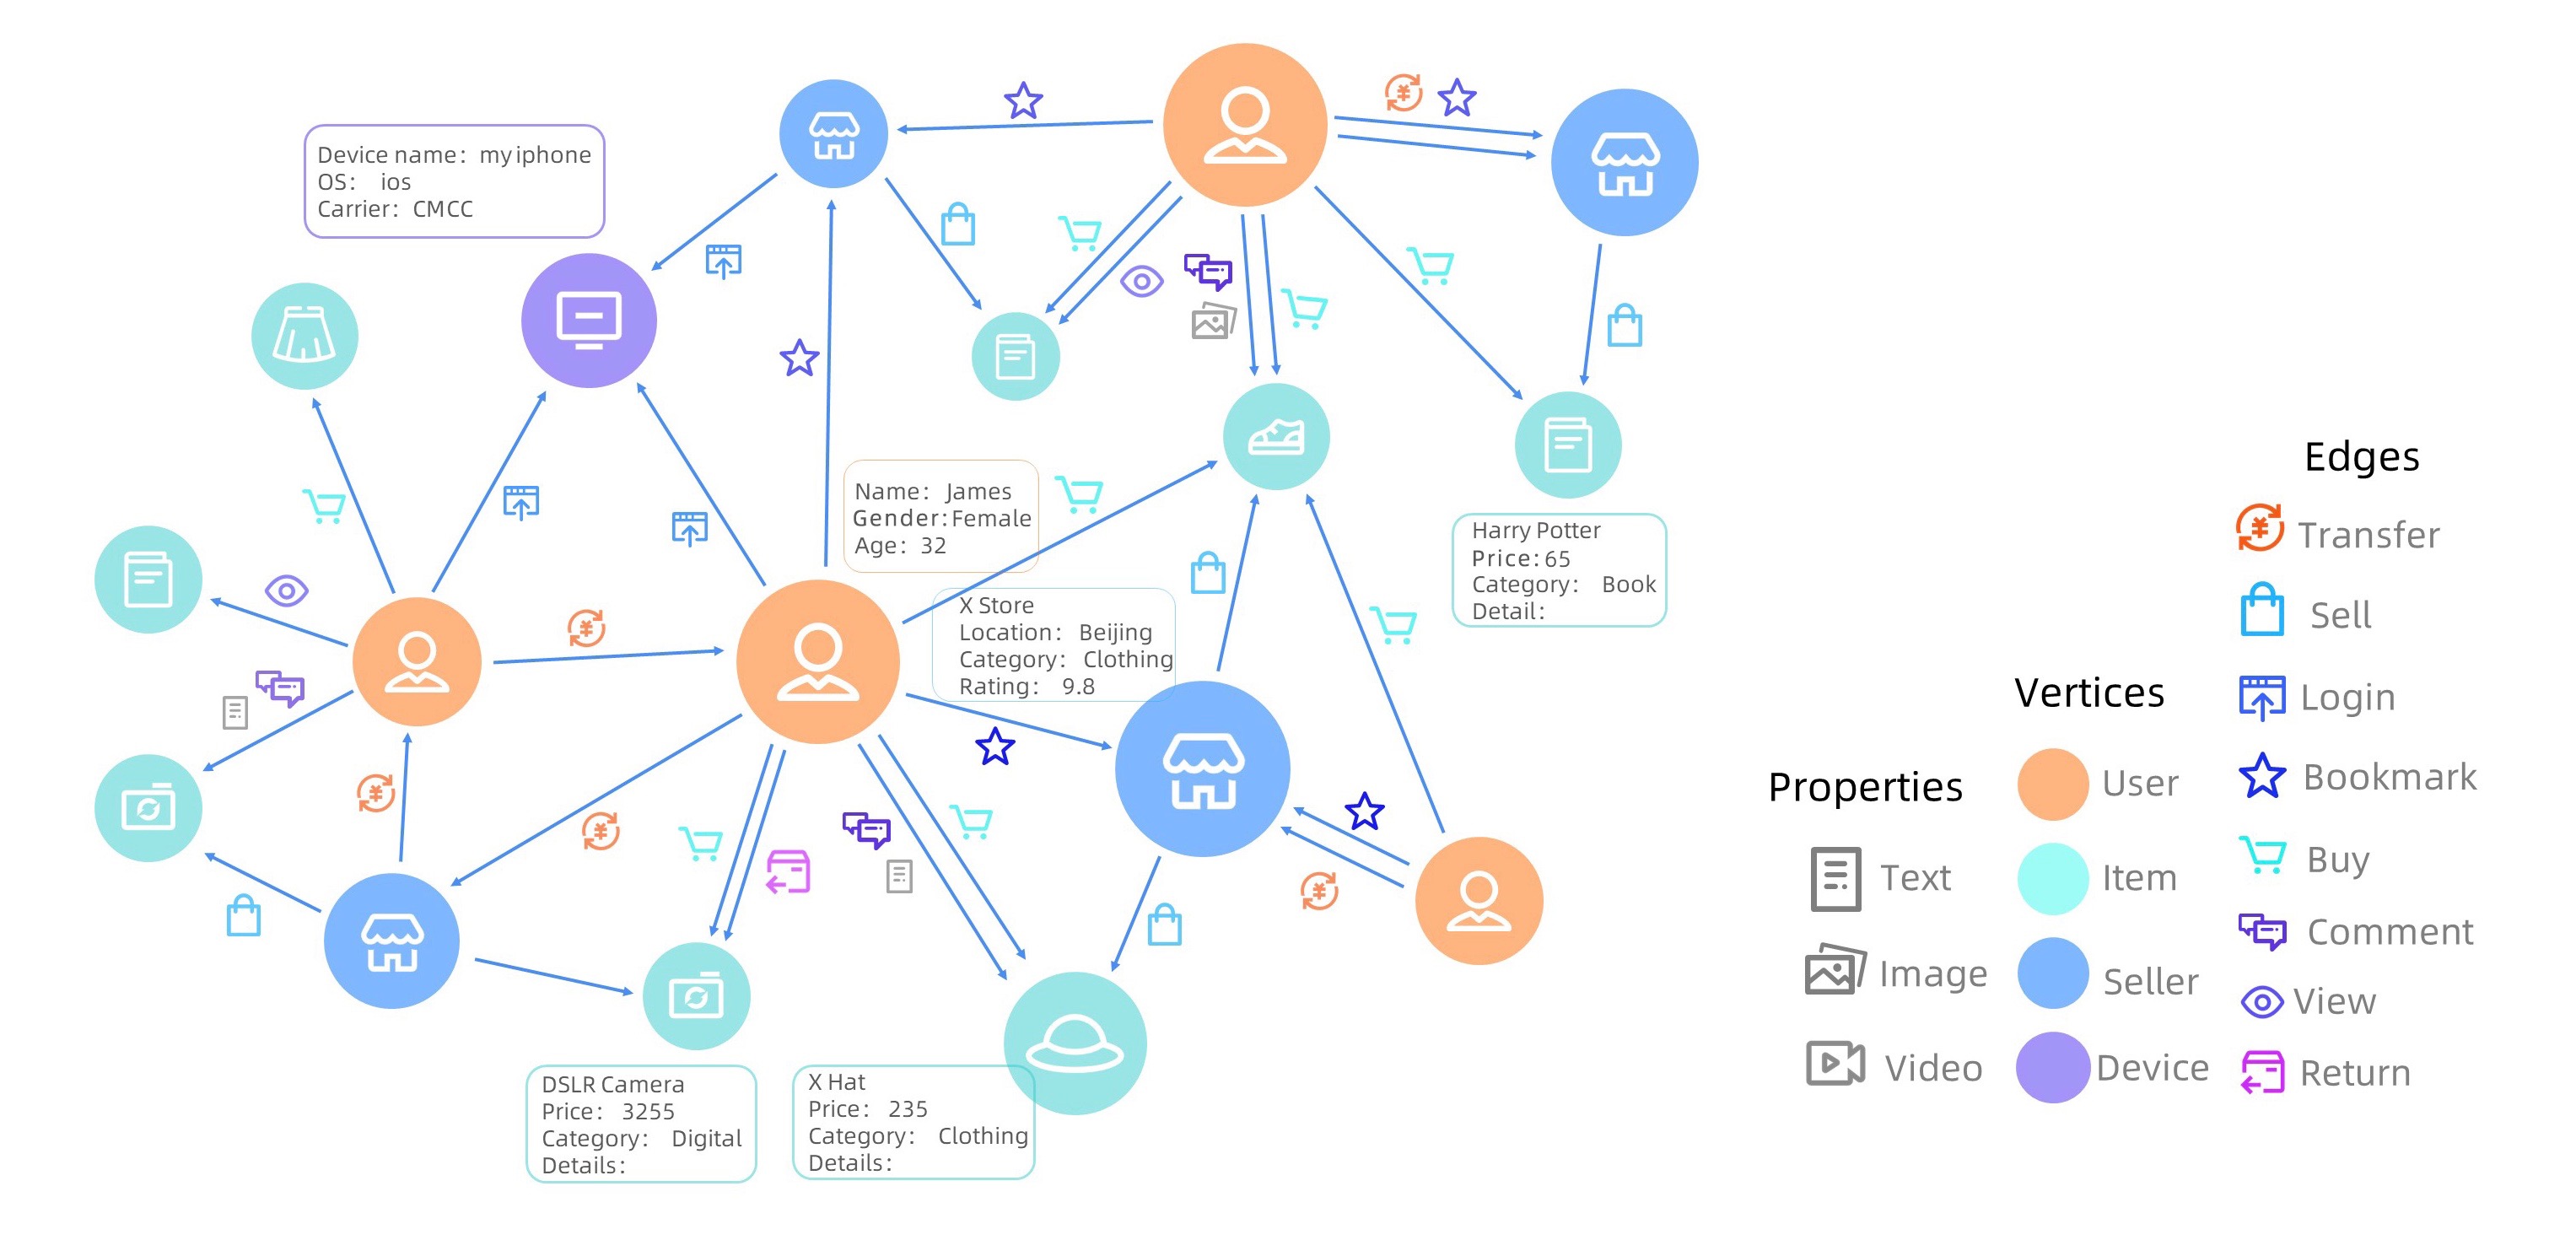 Device name: my iphone
OS: ios
Carrier: CMCC
Name: James
Gender: Female
Age: 32
X Store
Location: Beijing
Category: Clothing
Rating: 9.8
Harry Potter
Price: 65
Category: Book
Detail:
DSLR Camera
Price: 3255
Category: Digital
Details:
X Hat
Price: 235
Category: Clothing
Details:
Properties
Text
Image
Video
Vertices
User
Item
Seller
Device
Edges
Transfer
Sell
Login
Bookmark
Buy
Comment
View
Return